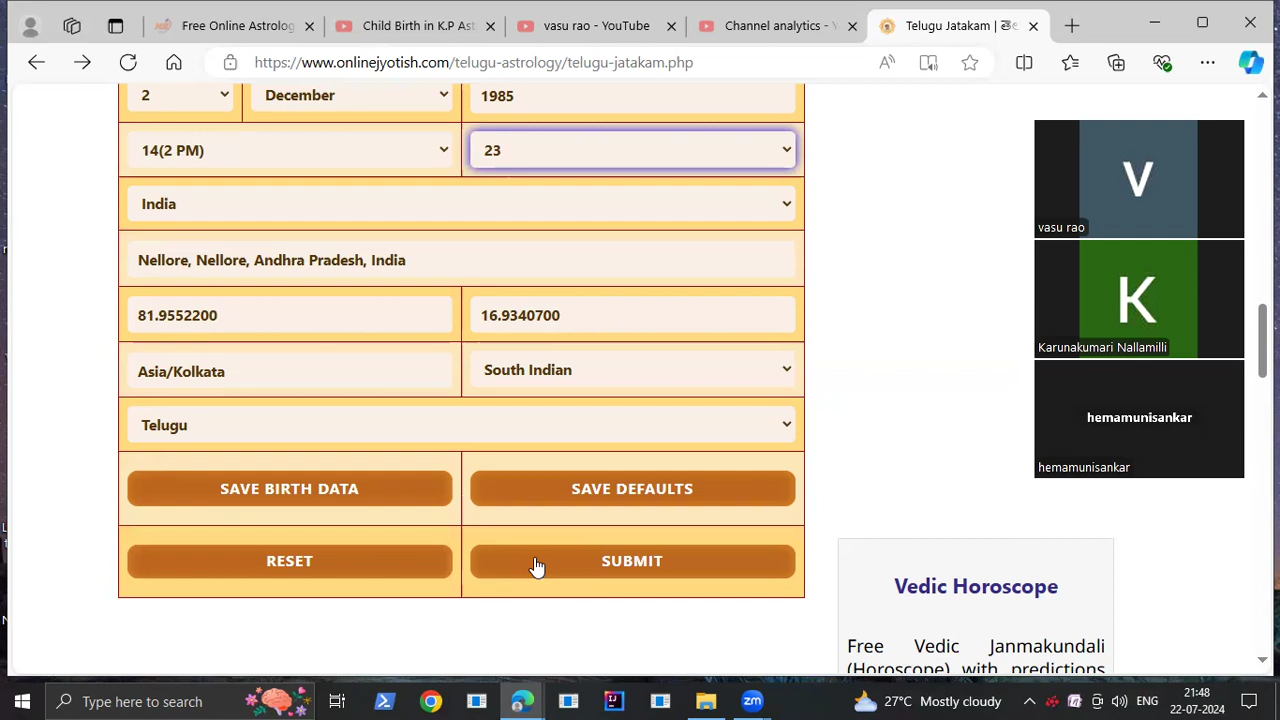 Free Online Astrolog
Child Birth in K.P Ast
vasu rao - YouTube
Channel analytics - Y
Telugu Jatakam | తెల
https://www.onlinejyotish.com/telugu-astrology/telugu-jatakam.php
2
December
1985
14(2 PM)
23
India
Nellore, Nellore, Andhra Pradesh, India
81.9552200
16.9340700
Asia/Kolkata
South Indian
Telugu
SAVE BIRTH DATA
SAVE DEFAULTS
RESET
SUBMIT
Vedic Horoscope
Free Vedic Janmakundali
(Horoscope) with predictions
V
vasu rao
K
Karunakumari Nallamilli
hemamunisankar
hemamunisankar
Type here to search
27°C Mostly cloudy
ENG
21:48
22-07-2024